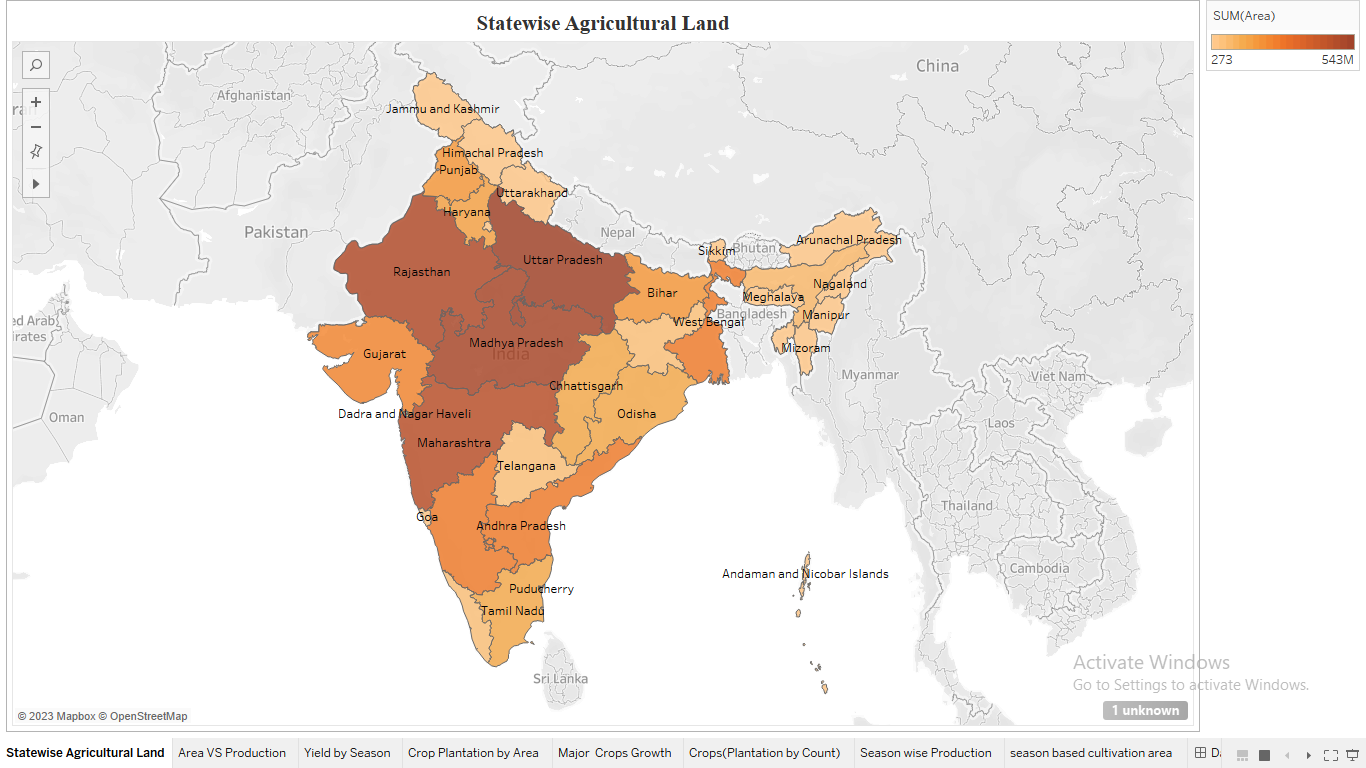 Statewise Agricultural Land
SUM(Area)
273 543M
China
Afghanistan
Jammu and Kashmir
Himachal Pradesh
Punjab
Uttarakhand
Haryana
Pakistan
Nepal
Sikkim
Bhutan
Arunachal Pradesh
Uttar Pradesh
Rajasthan
Nagaland
Bihar
Meghalaya
Bangladesh
Manipur
West Bengal
ed Arab
irates
Madhya Pradesh
India
Mizoram
Gujarat
Myanmar
Viet Nam
Chhattisgarh
Dadra and Nagar Haveli
Odisha
Oman
Laos
Maharashtra
Telangana
Thailand
Goa
Andhra Pradesh
Cambodia
Andaman and Nicobar Islands
Puducherry
Tamil Nadu
Sri Lanka
Activate Windows
Go to Settings to activate Windows.
1 unknown
© 2023 Mapbox © OpenStreetMap
Statewise Agricultural Land Area VS Production Yield by Season Crop Plantation by Area Major Crops Growth Crops(Plantation by Count) Season wise Production season based cultivation area